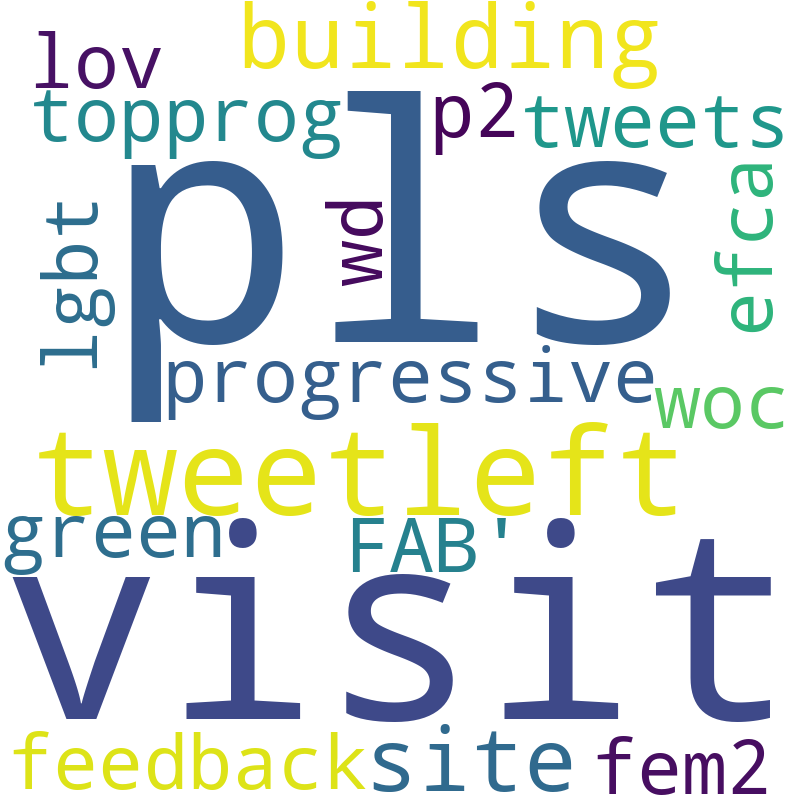 building
lov
topprog
p2
tweets
pls
wd
lgbt
efca
progressive
woc
tweetleft
green
FAB'
visit
feedback
site
fem2